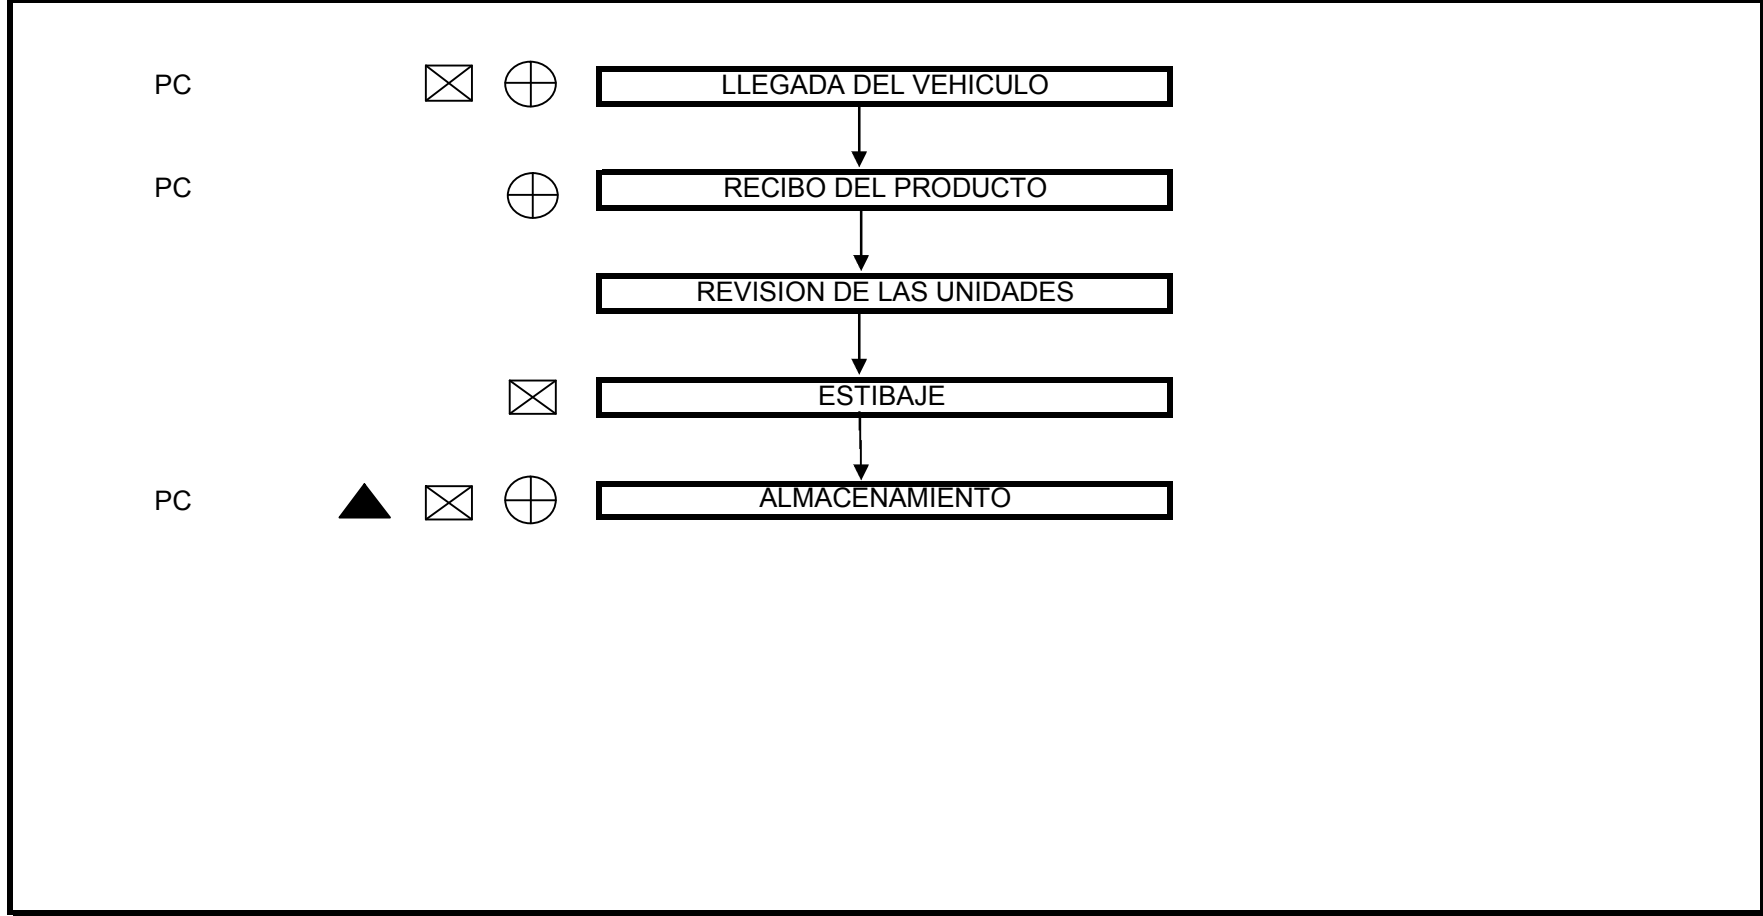 PC LLEGADA DEL VEHICULO
PC RECIBO DEL PRODUCTO
REVISION DE LAS UNIDADES
ESTIBAJE
PC ALMACENAMIENTO